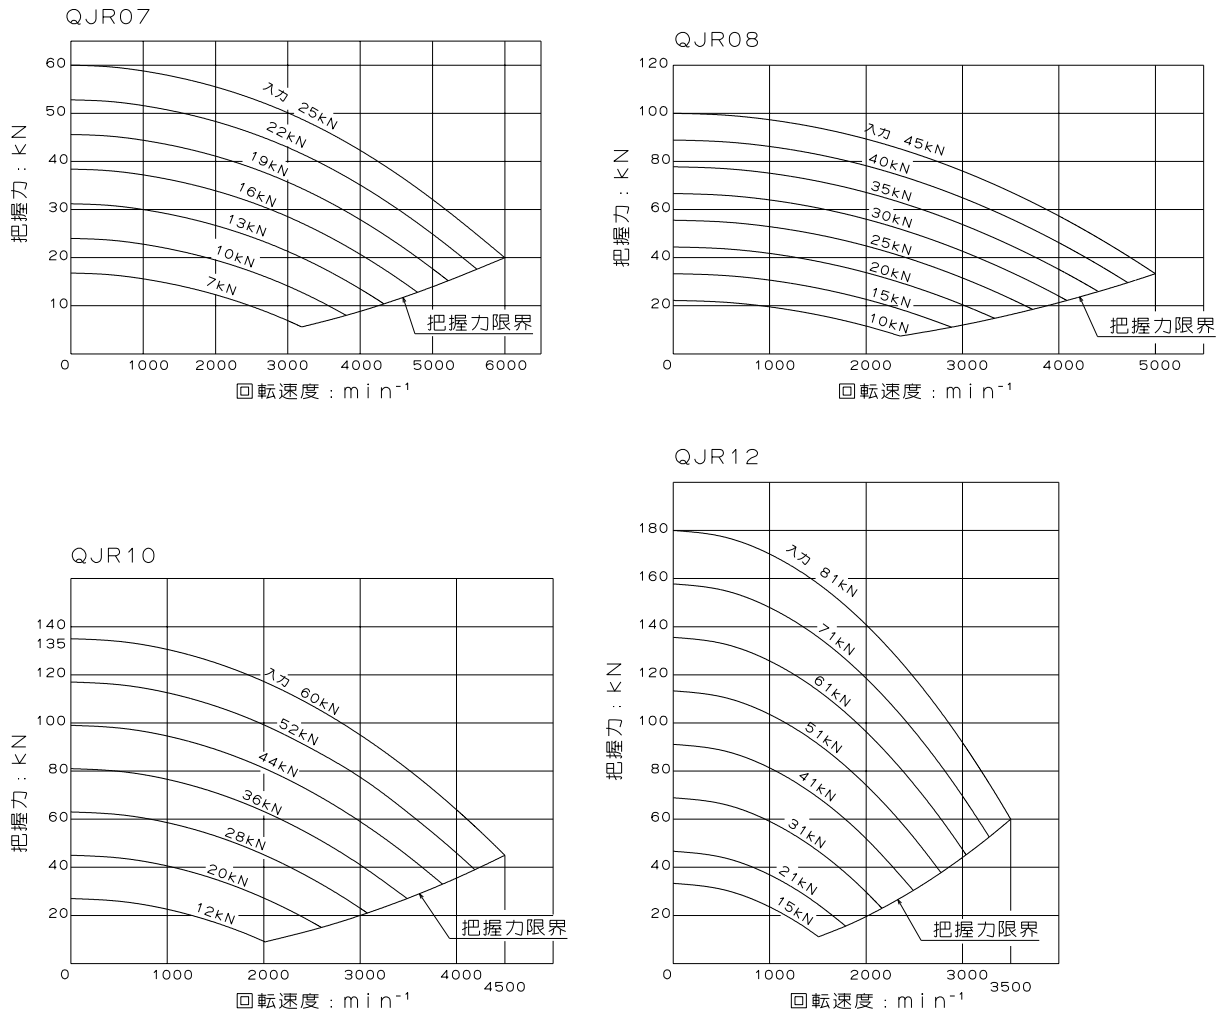 QJR07
60
50
40
30
20
10
0 1000 2000 3000 4000 5000 6000
把握力：kN
回転速度：min⁻¹
入力 25kN
22kN
19kN
16kN
13kN
10kN
7kN
把握力限界
QJR08
120
100
80
60
40
20
0 1000 2000 3000 4000 5000
把握力：kN
回転速度：min⁻¹
入力 45kN
40kN
35kN
30kN
25kN
20kN
15kN
10kN
把握力限界
QJR10
140
135
120
100
80
60
40
20
0 1000 2000 3000 4000
4500
把握力：kN
回転速度：min⁻¹
入力 60kN
52kN
44kN
36kN
28kN
20kN
12kN
把握力限界
QJR12
180
160
140
120
100
80
60
40
20
0 1000 2000 3000
3500
把握力：kN
回転速度：min⁻¹
入力 81kN
71kN
61kN
51kN
41kN
31kN
21kN
15kN
把握力限界